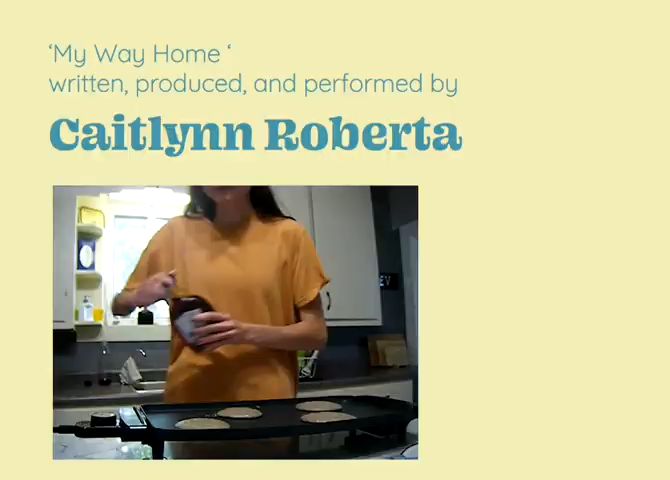 ‘My Way Home ‘
written, produced, and performed by
Caitlynn Roberta